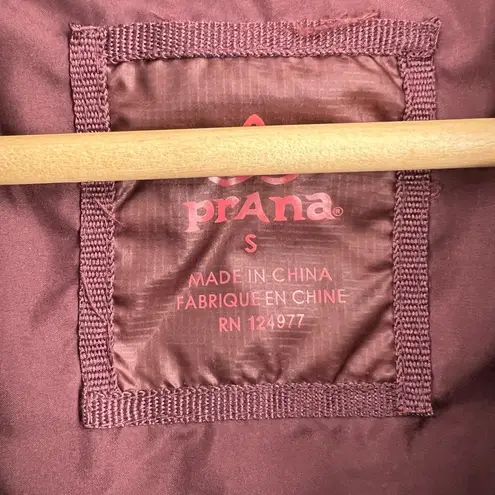 prAna®
S
MADE IN CHINA
FABRIQUE EN CHINE
RN 124977